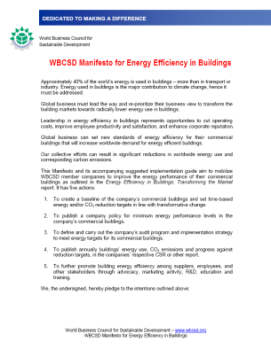 DEDICATED TO MAKING A DIFFERENCE
World Business Council for
Sustainable Development
WBCSD Manifesto for Energy Efficiency in Buildings
Approximately 40% of the world's energy is used in buildings – more than in transport or
industry. Energy used in buildings is the major contribution to climate change, hence it
must be addressed.
Global business must lead the way and re-prioritize their business view to transform the
building markets towards radically lower energy use in buildings.
Leadership in energy efficiency in buildings represents opportunities to cut operating
costs, improve employee productivity and satisfaction, and enhance corporate reputation.
Global business can set new standards of energy efficiency for their commercial
buildings that will increase worldwide demand for energy efficient buildings.
Our collective efforts can result in significant reductions in worldwide energy use and
corresponding carbon emissions.
This Manifesto and its accompanying suggested implementation guide aim to mobilize
WBCSD member companies to improve the energy performance of their commercial
buildings as outlined in the Energy Efficiency in Buildings: Transforming the Market
report. It has five actions:
1. To create a baseline of the company's commercial buildings and set time-based
energy and/or CO2 reduction targets in line with transformative change.
2. To publish a company policy for minimum energy performance levels in the
company's commercial buildings.
3. To define and carry out the company's audit program and implementation strategy
to meet energy targets for its commercial buildings.
4. To publish annually buildings' energy use, CO2 emissions and progress against
reduction targets, in the companies' respective CSR or other report.
5. To further promote building energy efficiency among suppliers, employees, and
other stakeholders through advocacy, marketing activity, R&D, education and
training.
We, the undersigned, hereby pledge to the intentions outlined above:
World Business Council for Sustainable Development – www.wbcsd.org
WBCSD Manifesto for Energy Efficiency in Buildings